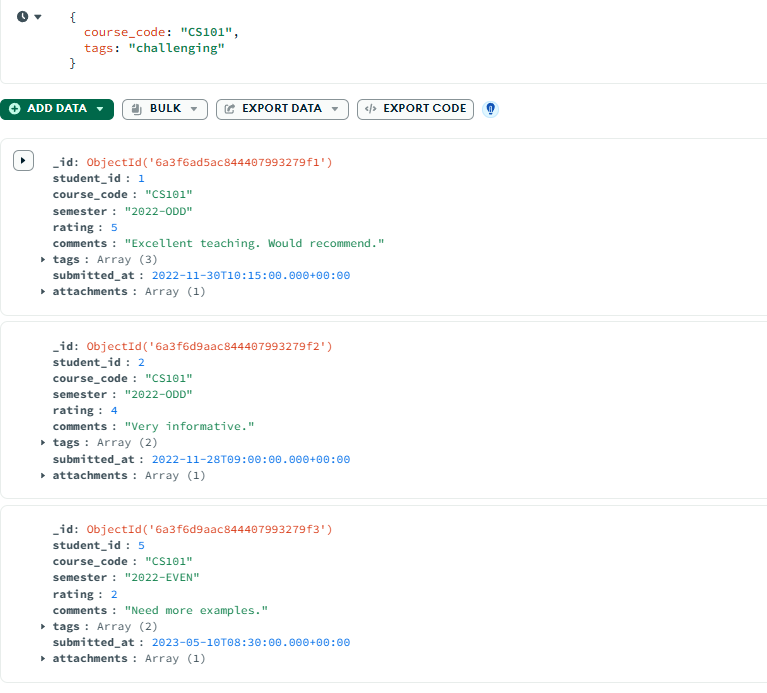 {
course_code: "CS101",
tags: "challenging"
}
ADD DATA BULK EXPORT DATA EXPORT CODE
_id: ObjectId('6a3f6ad5ac844407993279f1')
student_id : 1
course_code : "CS101"
semester : "2022-ODD"
rating : 5
comments : "Excellent teaching. Would recommend."
tags : Array (3)
submitted_at : 2022-11-30T10:15:00.000+00:00
attachments : Array (1)
_id: ObjectId('6a3f6d9aac844407993279f2')
student_id : 2
course_code : "CS101"
semester : "2022-ODD"
rating : 4
comments : "Very informative."
tags : Array (2)
submitted_at : 2022-11-28T09:00:00.000+00:00
attachments : Array (1)
_id: ObjectId('6a3f6d9aac844407993279f3')
student_id : 5
course_code : "CS101"
semester : "2022-EVEN"
rating : 2
comments : "Need more examples."
tags : Array (2)
submitted_at : 2023-05-10T08:30:00.000+00:00
attachments : Array (1)